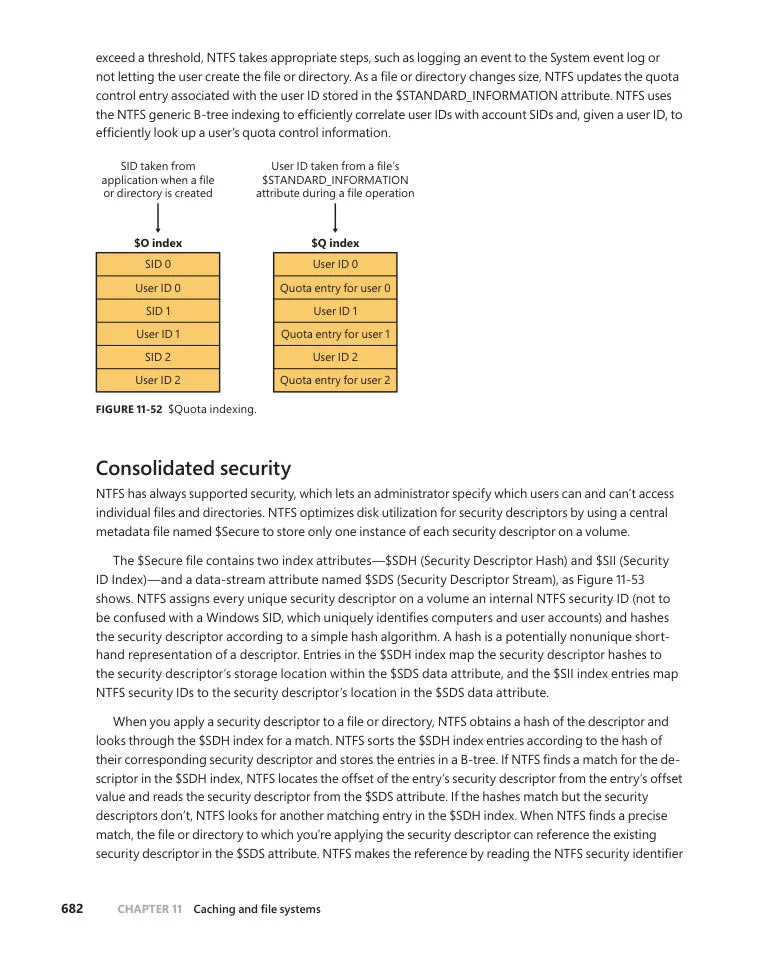 exceed a threshold, NTFS takes appropriate steps, such as logging an event to the System event log or
not letting the user create the file or directory. As a file or directory changes size, NTFS updates the quota
control entry associated with the user ID stored in the $STANDARD_INFORMATION attribute. NTFS uses
the NTFS generic B-tree indexing to efficiently correlate user IDs with account SIDs and, given a user ID, to
efficiently look up a user’s quota control information.
SID taken from
application when a file
or directory is created
$O index
SID 0
User ID 0
SID 1
User ID 1
SID 2
User ID 2
User ID taken from a file’s
$STANDARD_INFORMATION
attribute during a file operation
$Q index
User ID 0
Quota entry for user 0
User ID 1
Quota entry for user 1
User ID 2
Quota entry for user 2
FIGURE 11-52 $Quota indexing.
Consolidated security
NTFS has always supported security, which lets an administrator specify which users can and can’t access
individual files and directories. NTFS optimizes disk utilization for security descriptors by using a central
metadata file named $Secure to store only one instance of each security descriptor on a volume.
The $Secure file contains two index attributes—$SDH (Security Descriptor Hash) and $SII (Security
ID Index)—and a data-stream attribute named $SDS (Security Descriptor Stream), as Figure 11-53
shows. NTFS assigns every unique security descriptor on a volume an internal NTFS security ID (not to
be confused with a Windows SID, which uniquely identifies computers and user accounts) and hashes
the security descriptor according to a simple hash algorithm. A hash is a potentially nonunique short-
hand representation of a descriptor. Entries in the $SDH index map the security descriptor hashes to
the security descriptor’s storage location within the $SDS data attribute, and the $SII index entries map
NTFS security IDs to the security descriptor’s location in the $SDS data attribute.
When you apply a security descriptor to a file or directory, NTFS obtains a hash of the descriptor and
looks through the $SDH index for a match. NTFS sorts the $SDH index entries according to the hash of
their corresponding security descriptor and stores the entries in a B-tree. If NTFS finds a match for the de-
scriptor in the $SDH index, NTFS locates the offset of the entry’s security descriptor from the entry’s offset
value and reads the security descriptor from the $SDS attribute. If the hashes match but the security
descriptors don’t, NTFS looks for another matching entry in the $SDH index. When NTFS finds a precise
match, the file or directory to which you’re applying the security descriptor can reference the existing
security descriptor in the $SDS attribute. NTFS makes the reference by reading the NTFS security identifier
682 CHAPTER 11 Caching and file systems